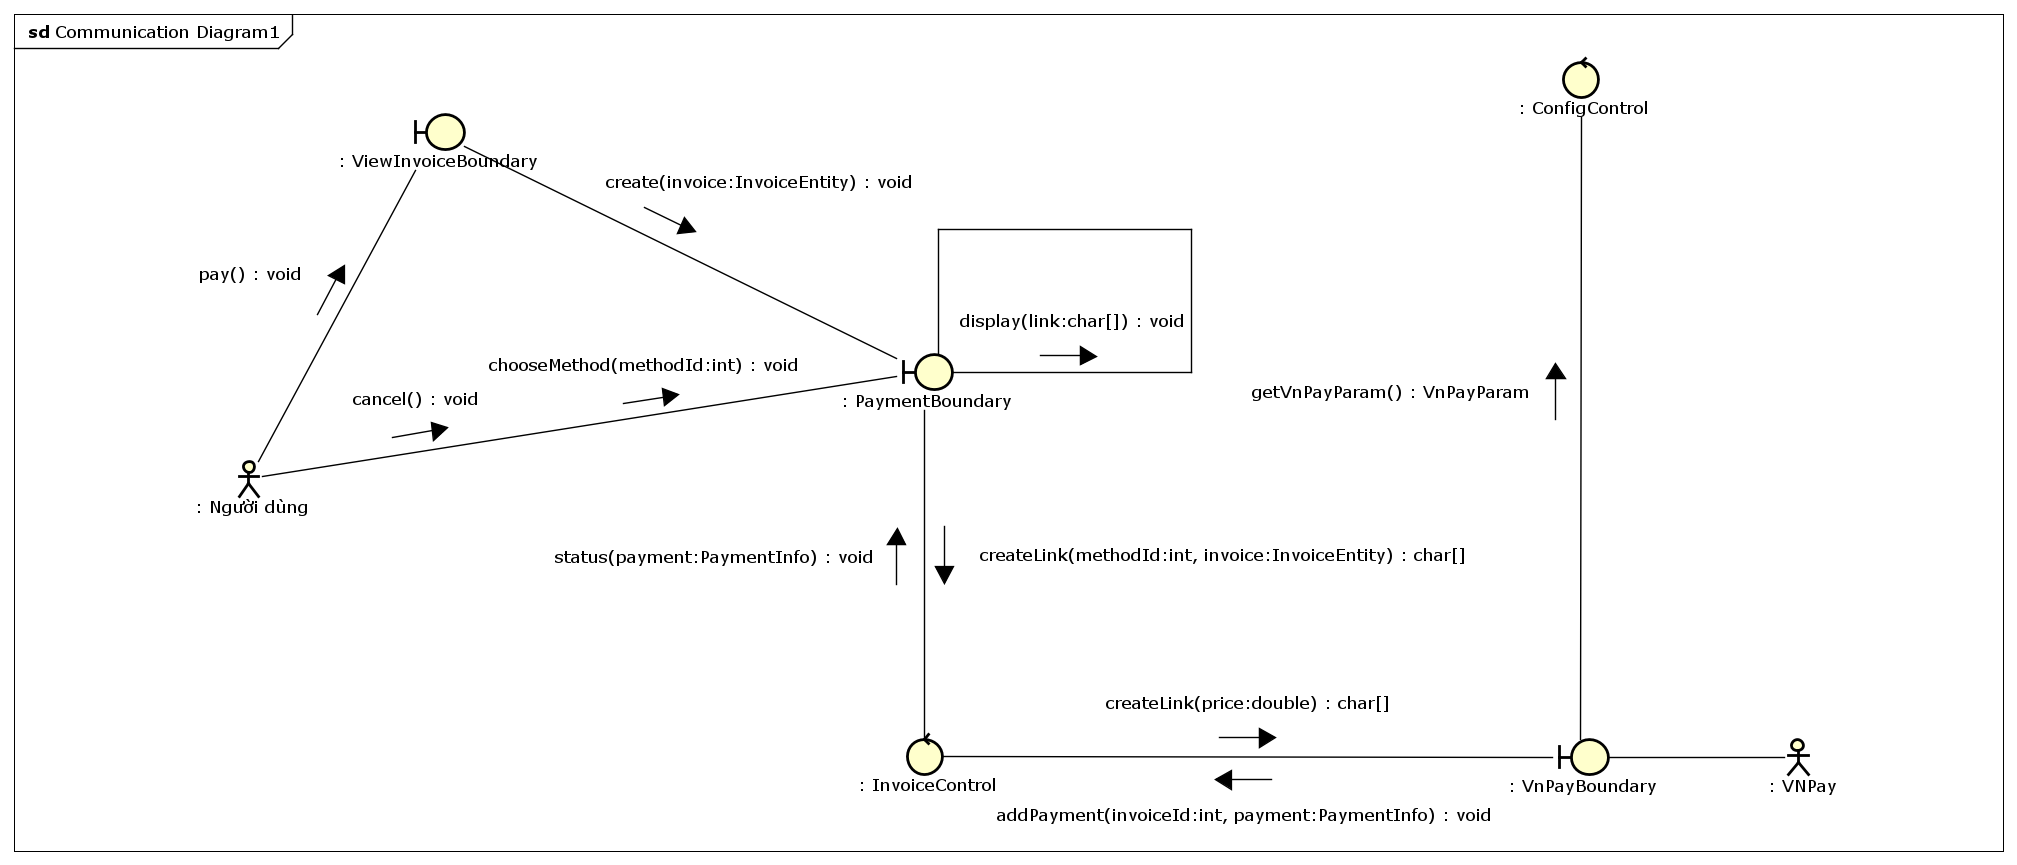 sd Communication Diagram1
: ConfigControl
: ViewInvoiceBoundary
create(invoice:InvoiceEntity) : void
pay() : void
display(link:char[]) : void
chooseMethod(methodId:int) : void
cancel() : void
: PaymentBoundary
getVnPayParam() : VnPayParam
: Người dùng
status(payment:PaymentInfo) : void
createLink(methodId:int, invoice:InvoiceEntity) : char[]
createLink(price:double) : char[]
: InvoiceControl
: VnPayBoundary
: VNPay
addPayment(invoiceId:int, payment:PaymentInfo) : void